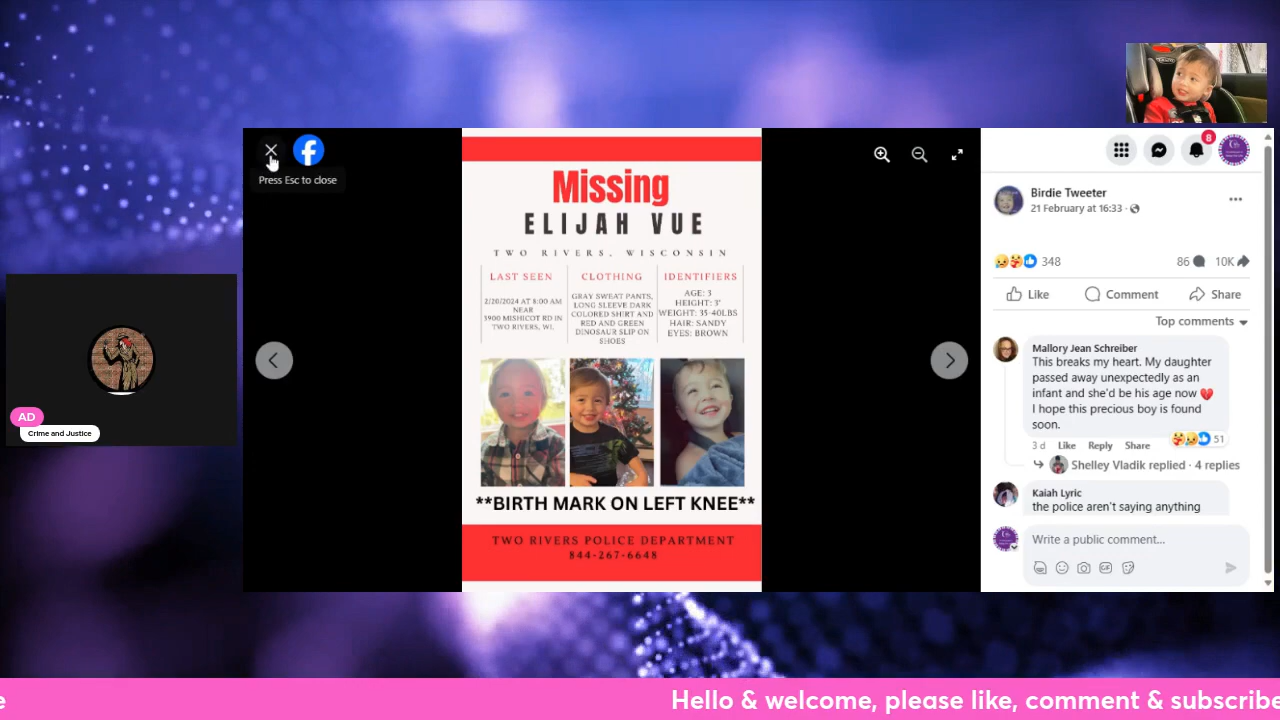 Press Esc to close
Missing
ELIJAH VUE
TWO RIVERS, WISCONSIN
LAST SEEN
2/20/2024 AT 8:00 AM
NEAR
3900 MISHICOT RD IN
TWO RIVERS, WI.
CLOTHING
GRAY SWEAT PANTS,
LONG SLEEVE DARK
COLORED SHIRT AND
RED AND GREEN
DINOSAUR SLIP ON
SHOES
IDENTIFIERS
AGE: 3
HEIGHT: 3'
WEIGHT: 35-40LBS
HAIR: SANDY
EYES: BROWN
**BIRTH MARK ON LEFT KNEE**
TWO RIVERS POLICE DEPARTMENT
844-267-6648
8
Birdie Tweeter
21 February at 16:33 ·
348
86
10K
Like
Comment
Share
Top comments
Mallory Jean Schreiber
This breaks my heart. My daughter
passed away unexpectedly as an
infant and she'd be his age now 💔
I hope this precious boy is found
soon.
51
3 d Like Reply Share
Shelley Vladik replied · 4 replies
Kaiah Lyric
the police aren't saying anything
Write a public comment...
GIF
AD
Crime and Justice
e
Hello & welcome, please like, comment & subscribe